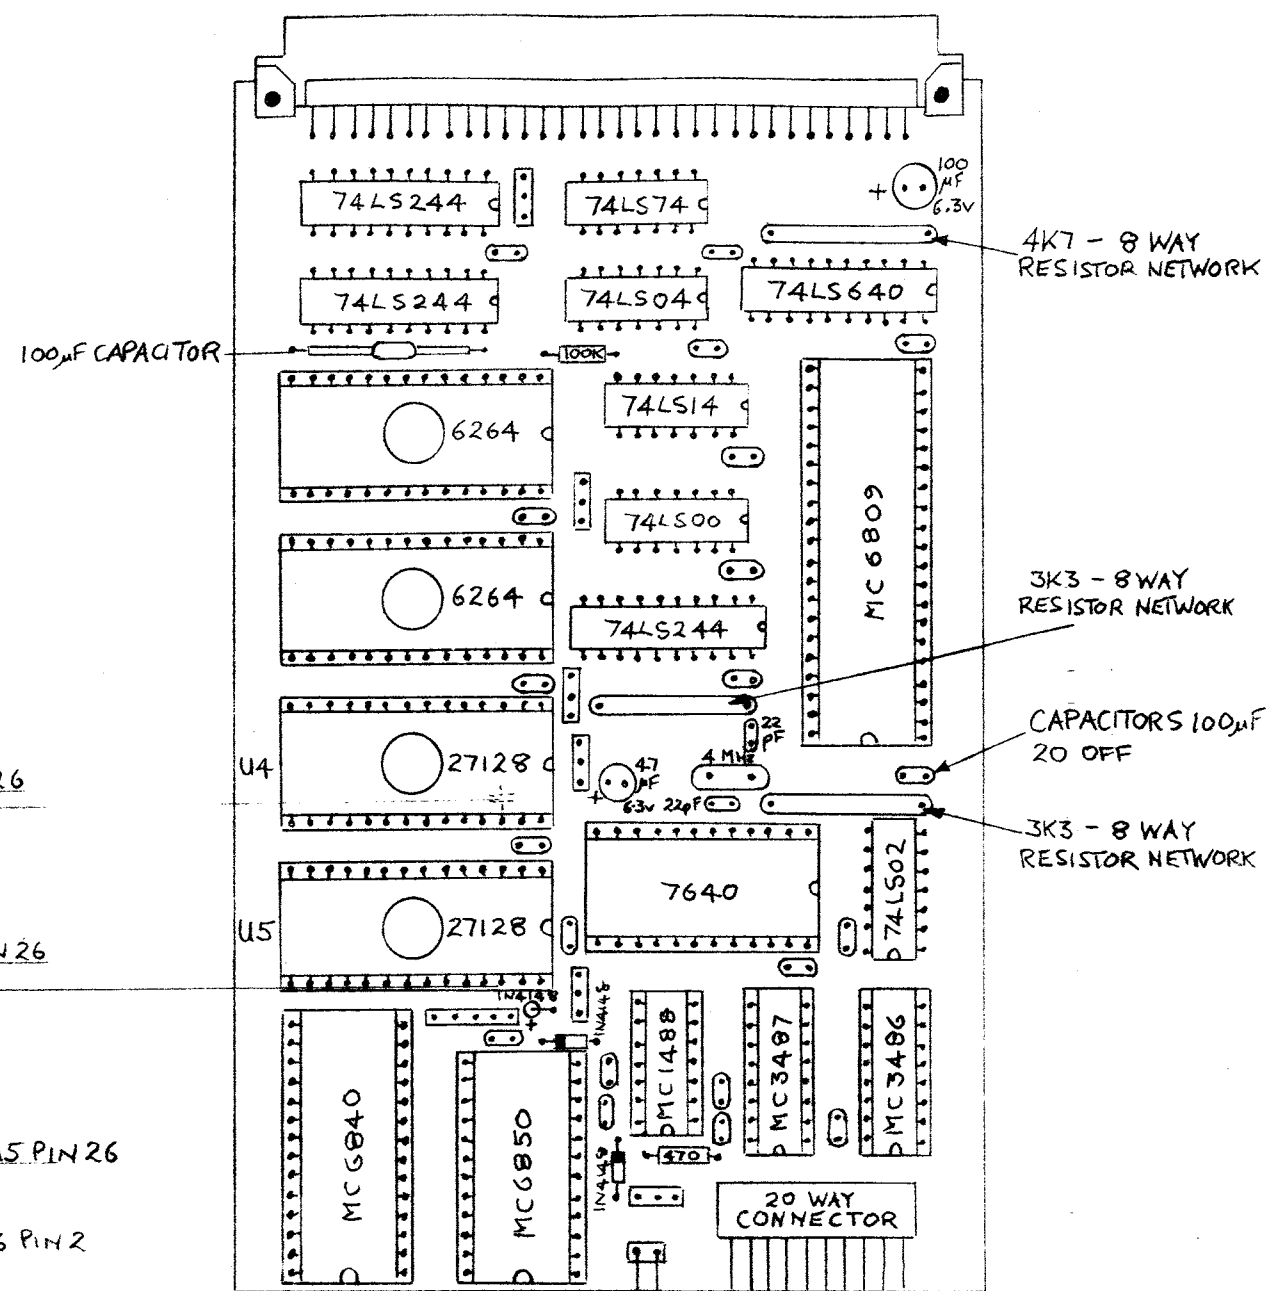 74LS244
74LS74
+ 100
µF
6.3V
4K7 - 8 WAY
RESISTOR NETWORK
74LS244
74LS04
74LS640
100µF CAPACITOR
100K
6264
74LS14
MC6809
74LS00
6264
74LS244
3K3 - 8 WAY
RESISTOR NETWORK
22
PF
CAPACITORS 100µF
20 OFF
U4
27128
47
µF
+ 6.3V
4 MHz
22pF
26
3K3 - 8 WAY
RESISTOR NETWORK
7640
74LS02
U5
27128
N 26
1N4148
+
1N4148
MC1488
MC3487
MC3486
MC6840
MC6850
5 PIN 26
1N4148
470
20 WAY
CONNECTOR
PIN 2